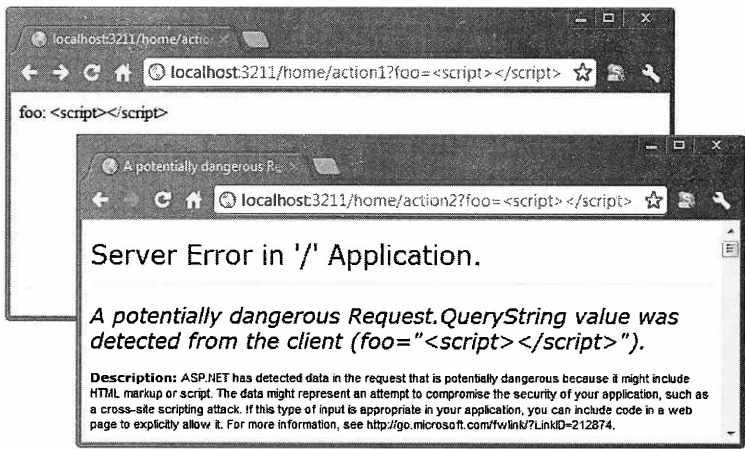 localhost:3211/home/actio
localhost:3211/home/action1?foo=<script></script>
foo: <script></script>
A potentially dangerous Re
localhost:3211/home/action2?foo=<script></script>
Server Error in '/' Application.
A potentially dangerous Request.QueryString value was
detected from the client (foo="<script></script>").
Description: ASP.NET has detected data in the request that is potentially dangerous because it might include
HTML markup or script. The data might represent an attempt to compromise the security of your application, such as
a cross-site scripting attack. If this type of input is appropriate in your application, you can include code in a web
page to explicitly allow it. For more information, see http://go.microsoft.com/fwlink/?LinkID=212874.